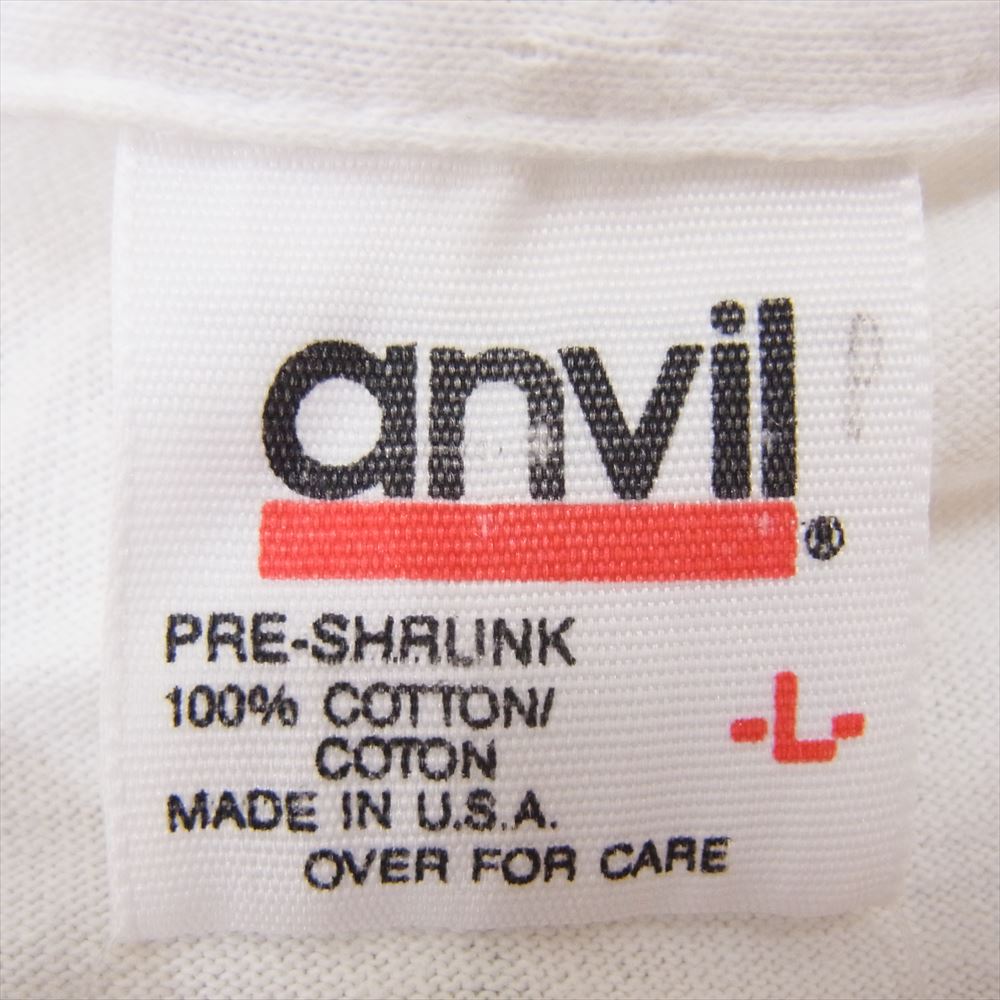 anvil®
PRE-SHRUNK
100% COTTON/
COTON
-L-
MADE IN U.S.A.
OVER FOR CARE